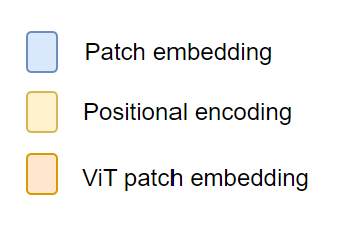 Patch embedding
Positional encoding
ViT patch embedding